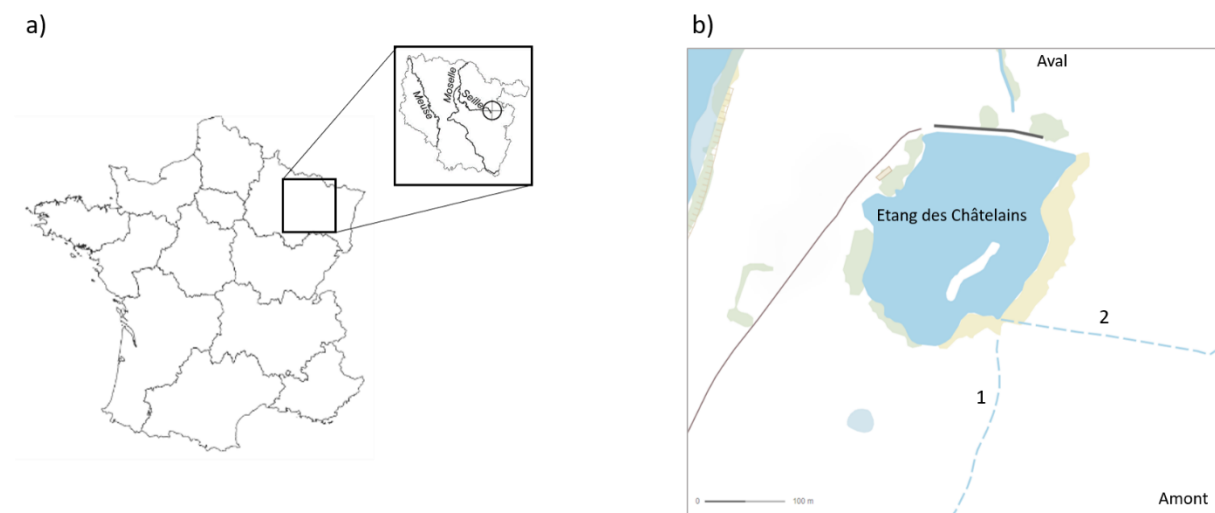 a)
Meuse
Moselle
Seille
b)
Aval
Etang des Châtelains
2
1
0
100 m
Amont